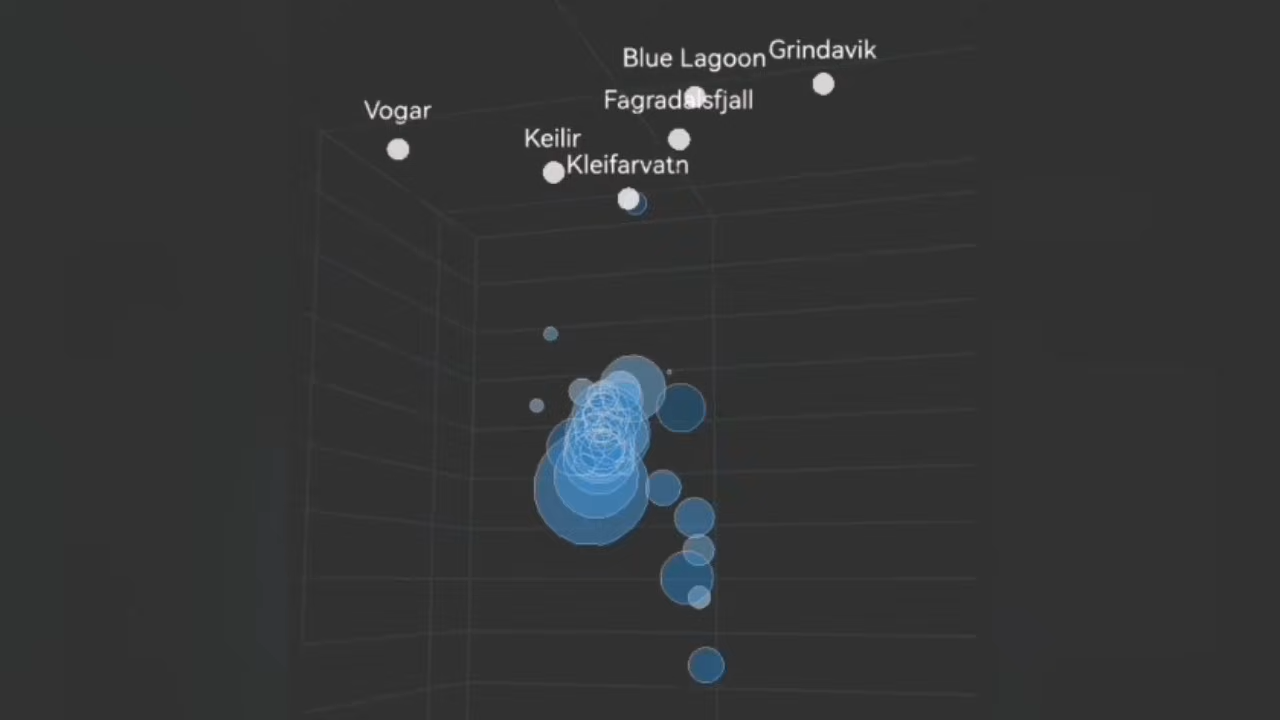 Blue Lagoon
Grindavik
Fagradalsfjall
Vogar
Keilir
Kleifarvatn